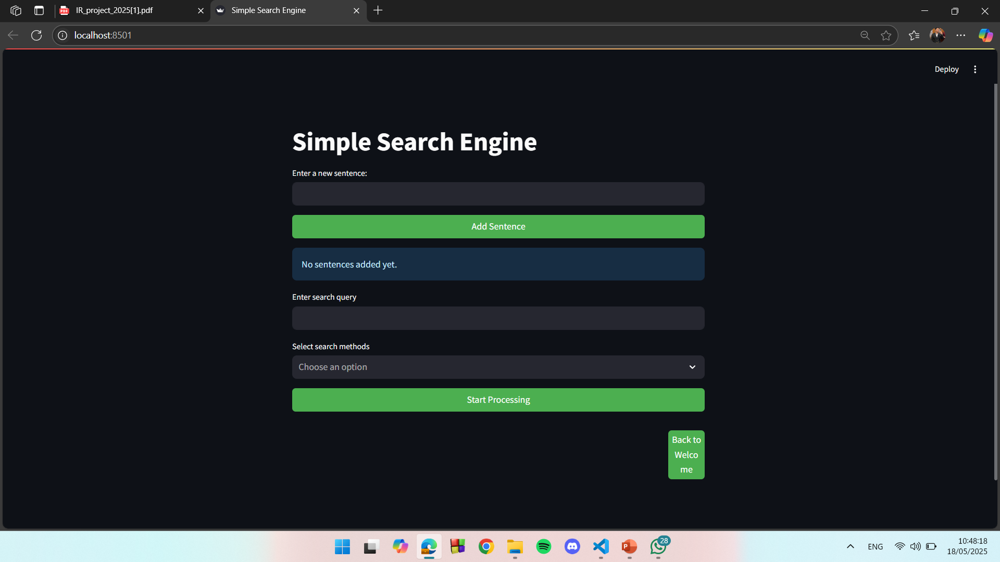 IR_project_2025[1].pdf
Simple Search Engine
localhost:8501
Deploy
Simple Search Engine
Enter a new sentence:
Add Sentence
No sentences added yet.
Enter search query
Select search methods
Choose an option
Start Processing
Back to
Welco
me
28
ENG
10:48:18
18/05/2025